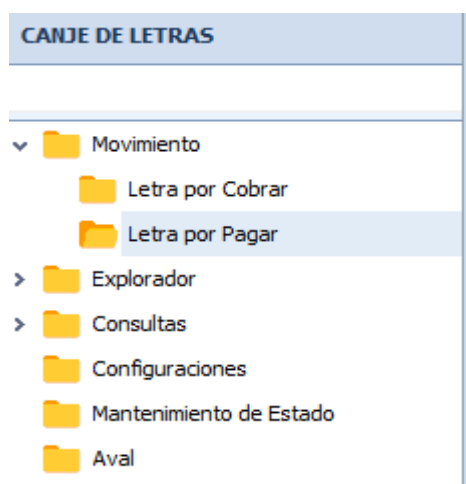 CANJE DE LETRAS
Movimiento
Letra por Cobrar
Letra por Pagar
Explorador
Consultas
Configuraciones
Mantenimiento de Estado
Aval